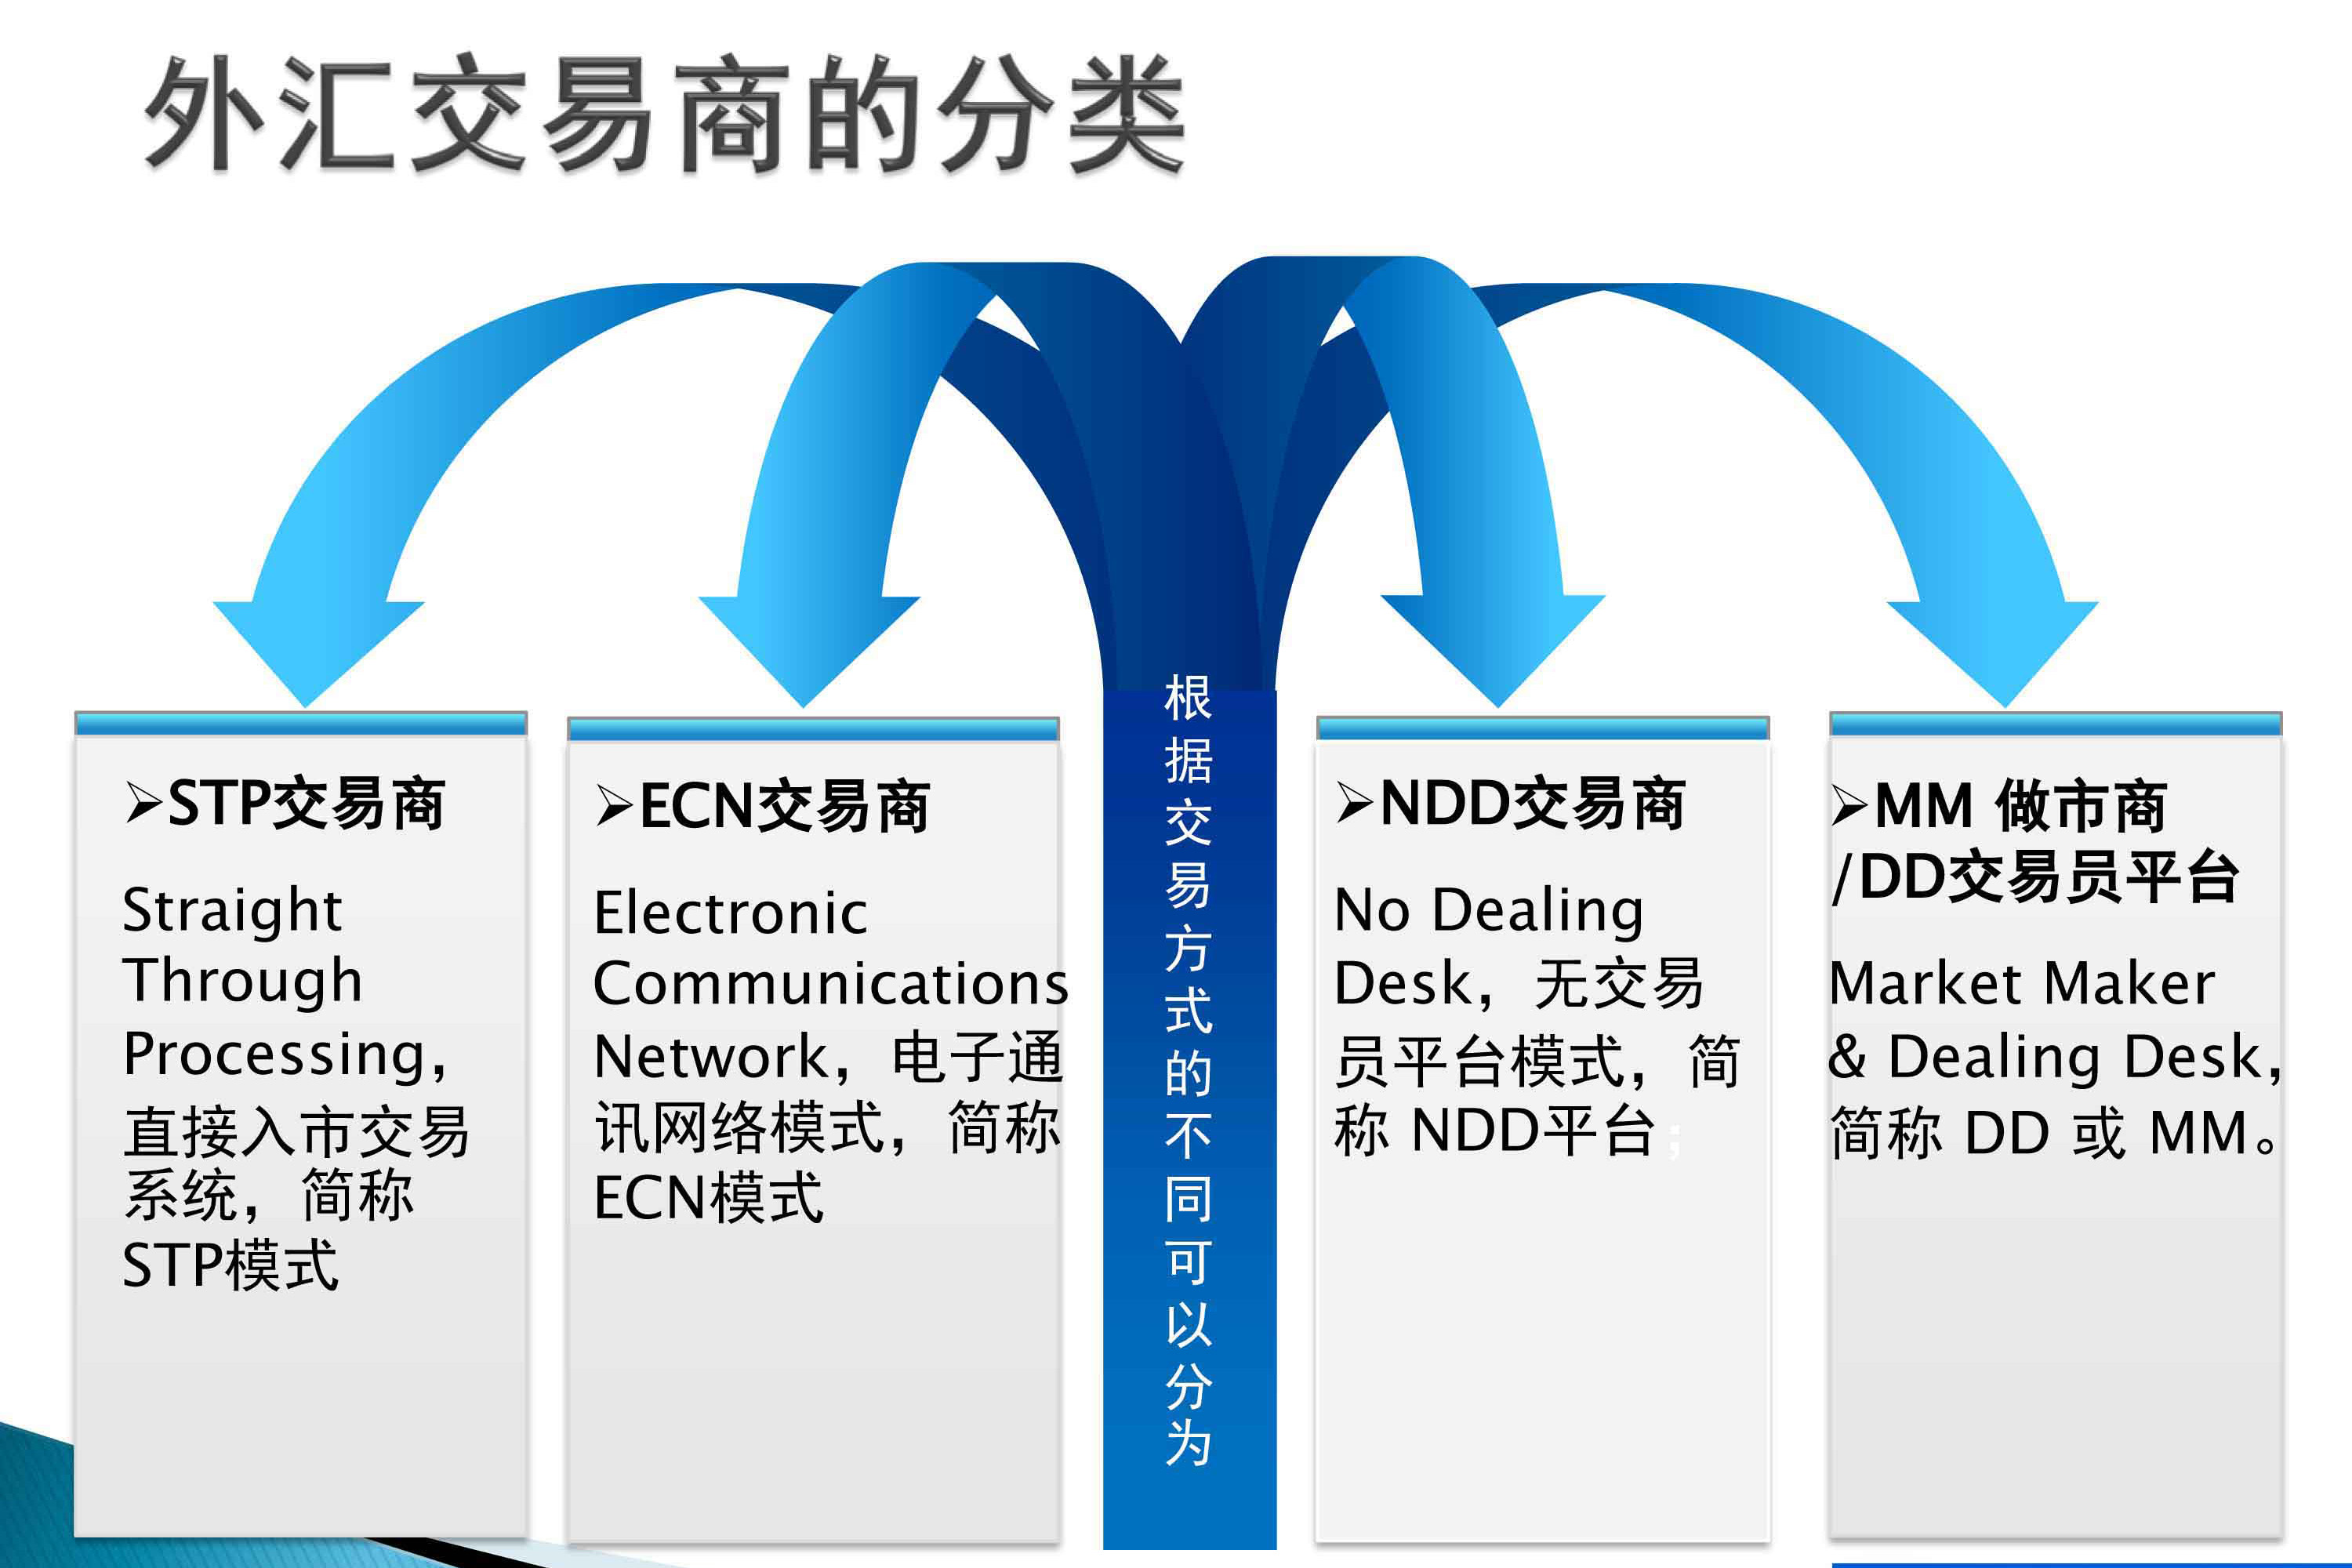 外汇交易商的分类
➢STP交易商
Straight
Through
Processing，
直接入市交易
系统，简称
STP模式
➢ECN交易商
Electronic
Communications
Network，电子通
讯网络模式，简称
ECN模式
根据交易方式的不同可以分为
➢NDD交易商
No Dealing
Desk，无交易
员平台模式，简
称 NDD平台；
➢MM 做市商
/DD交易员平台
Market Maker
& Dealing Desk，
简称 DD 或 MM。